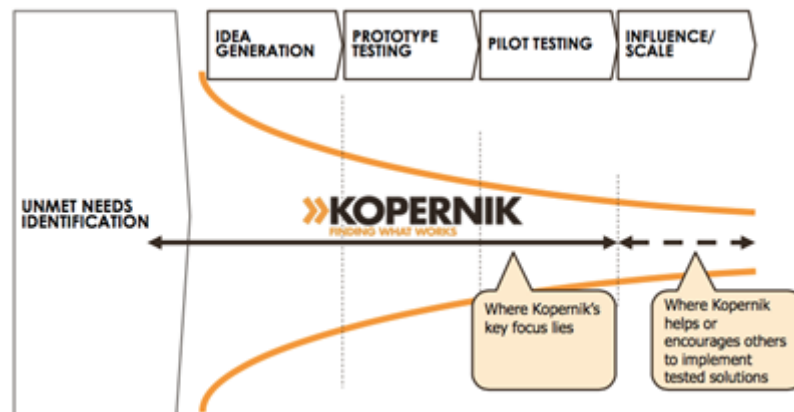 IDEA
GENERATION
PROTOTYPE
TESTING
PILOT TESTING
INFLUENCE/
SCALE
UNMET NEEDS
IDENTIFICATION
KOPERNIK
FINDING WHAT WORKS
Where Kopernik's
key focus lies
Where Kopernik
helps or
encourages others
to implement
tested solutions